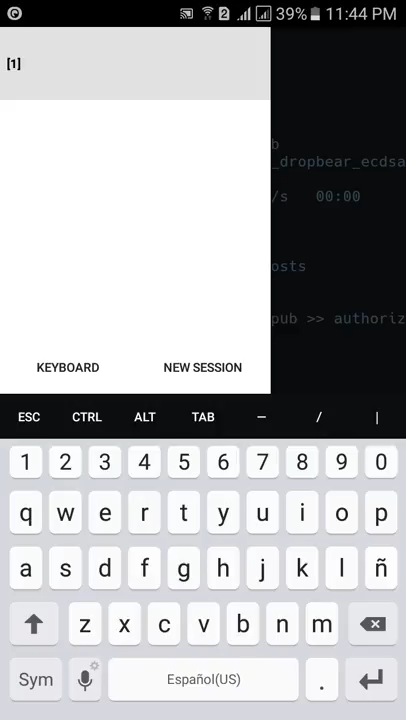 2 39% 11:44 PM
[1]
b
_dropbear_ecdsa
/s 00:00
osts
pub >> authoriz
KEYBOARD NEW SESSION
ESC CTRL ALT TAB — / |
1 2 3 4 5 6 7 8 9 0
q w e r t y u i o p
a s d f g h j k l ñ
z x c v b n m
Sym Español(US) .